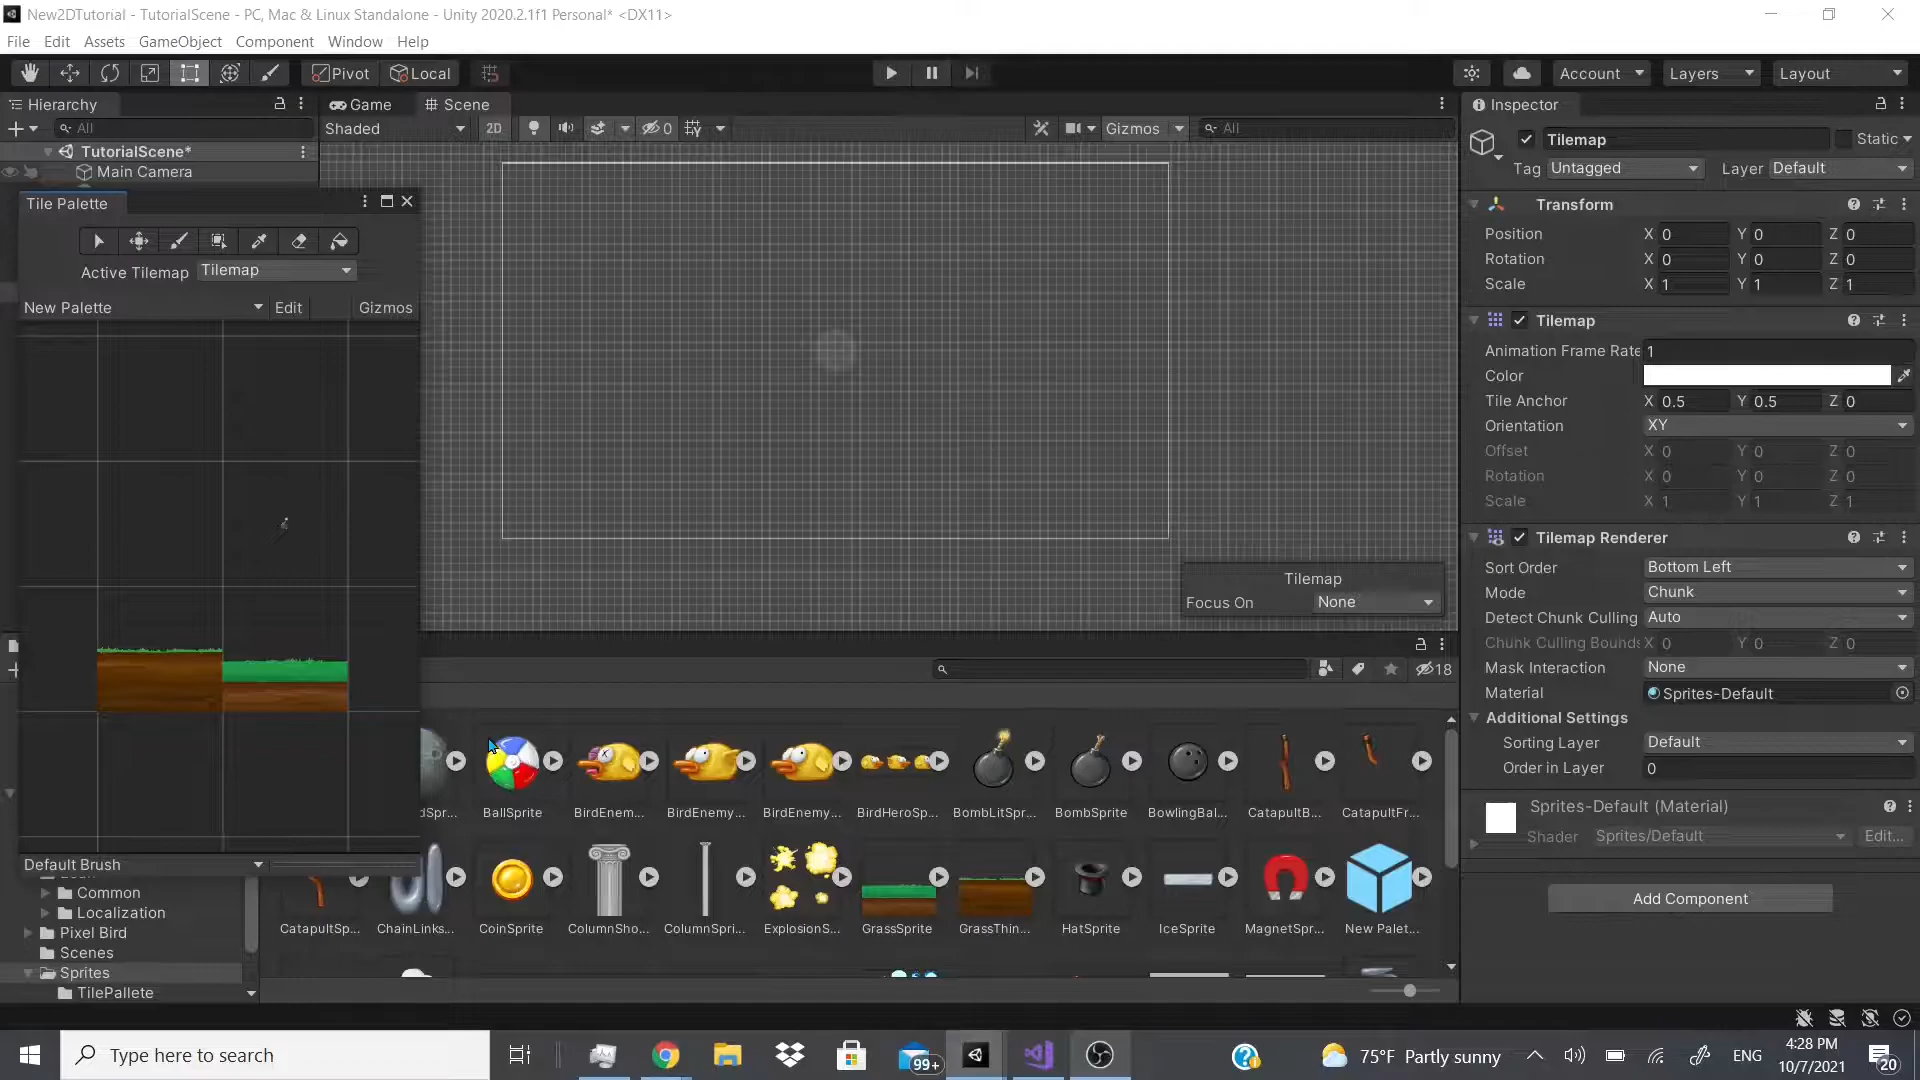 New2DTutorial - TutorialScene - PC, Mac & Linux Standalone - Unity 2020.2.1f1 Personal* <DX11>
File Edit Assets GameObject Component Window Help
Pivot Local Account Layers Layout
Hierarchy Game Scene Inspector
All Shaded 2D 0 Gizmos All
Tilemap Static
TutorialScene*
Main Camera
Tag Untagged Layer Default
Tile Palette
Transform
Position X 0 Y 0 Z 0
Rotation X 0 Y 0 Z 0
Scale X 1 Y 1 Z 1
Active Tilemap Tilemap
New Palette Edit Gizmos
Tilemap
Animation Frame Rate 1
Color
Tile Anchor X 0.5 Y 0.5 Z 0
Orientation XY
Offset X 0 Y 0 Z 0
Rotation X 0 Y 0 Z 0
Scale X 1 Y 1 Z 1
Tilemap Renderer
Sort Order Bottom Left
Mode Chunk
Detect Chunk Culling Auto
Chunk Culling Bounds X 0 Y 0 Z 0
Mask Interaction None
Material Sprites-Default
Additional Settings
Sorting Layer Default
Order in Layer 0
Tilemap
Focus On None
18
Sprites-Default (Material)
Shader Sprites/Default Edit...
Add Component
dSpr... BallSprite BirdEnem... BirdEnemy... BirdEnemy... BirdHeroSp... BombLitSpr... BombSprite BowlingBal... CatapultB... CatapultFr...
Default Brush
Common
Localization
Pixel Bird
Scenes
Sprites
TilePallete
CatapultSp... ChainLinks... CoinSprite ColumnSho... ColumnSpri... ExplosionS... GrassSprite GrassThin... HatSprite IceSprite MagnetSpr... New Palet...
Type here to search 99+ 75°F Partly sunny ENG 4:28 PM
10/7/2021 20